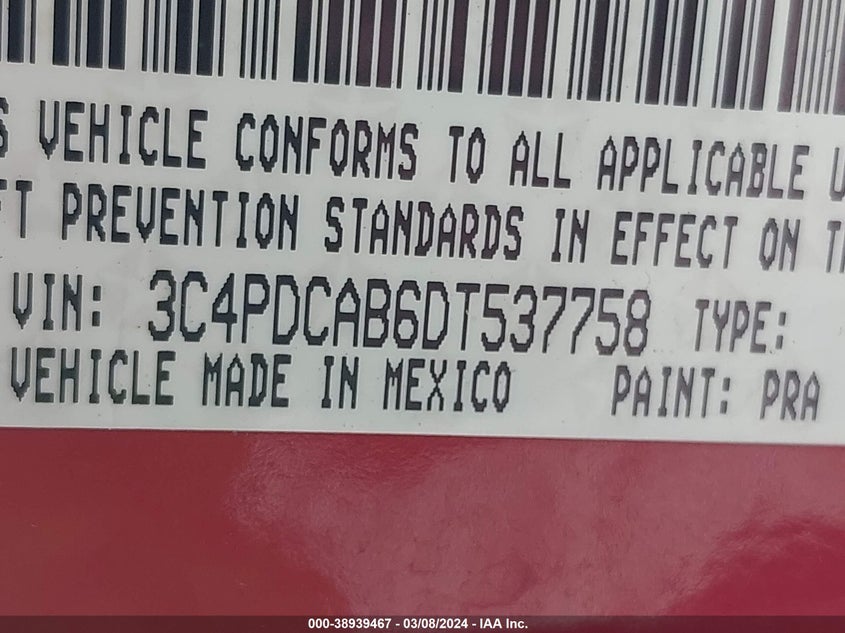 VEHICLE CONFORMS TO ALL APPLICABLE
PREVENTION STANDARDS IN EFFECT ON
VIN: 3C4PDCAB6DT537758 TYPE:
VEHICLE MADE IN MEXICO PAINT: PRA
000-38939467 - 03/08/2024 - IAA Inc.